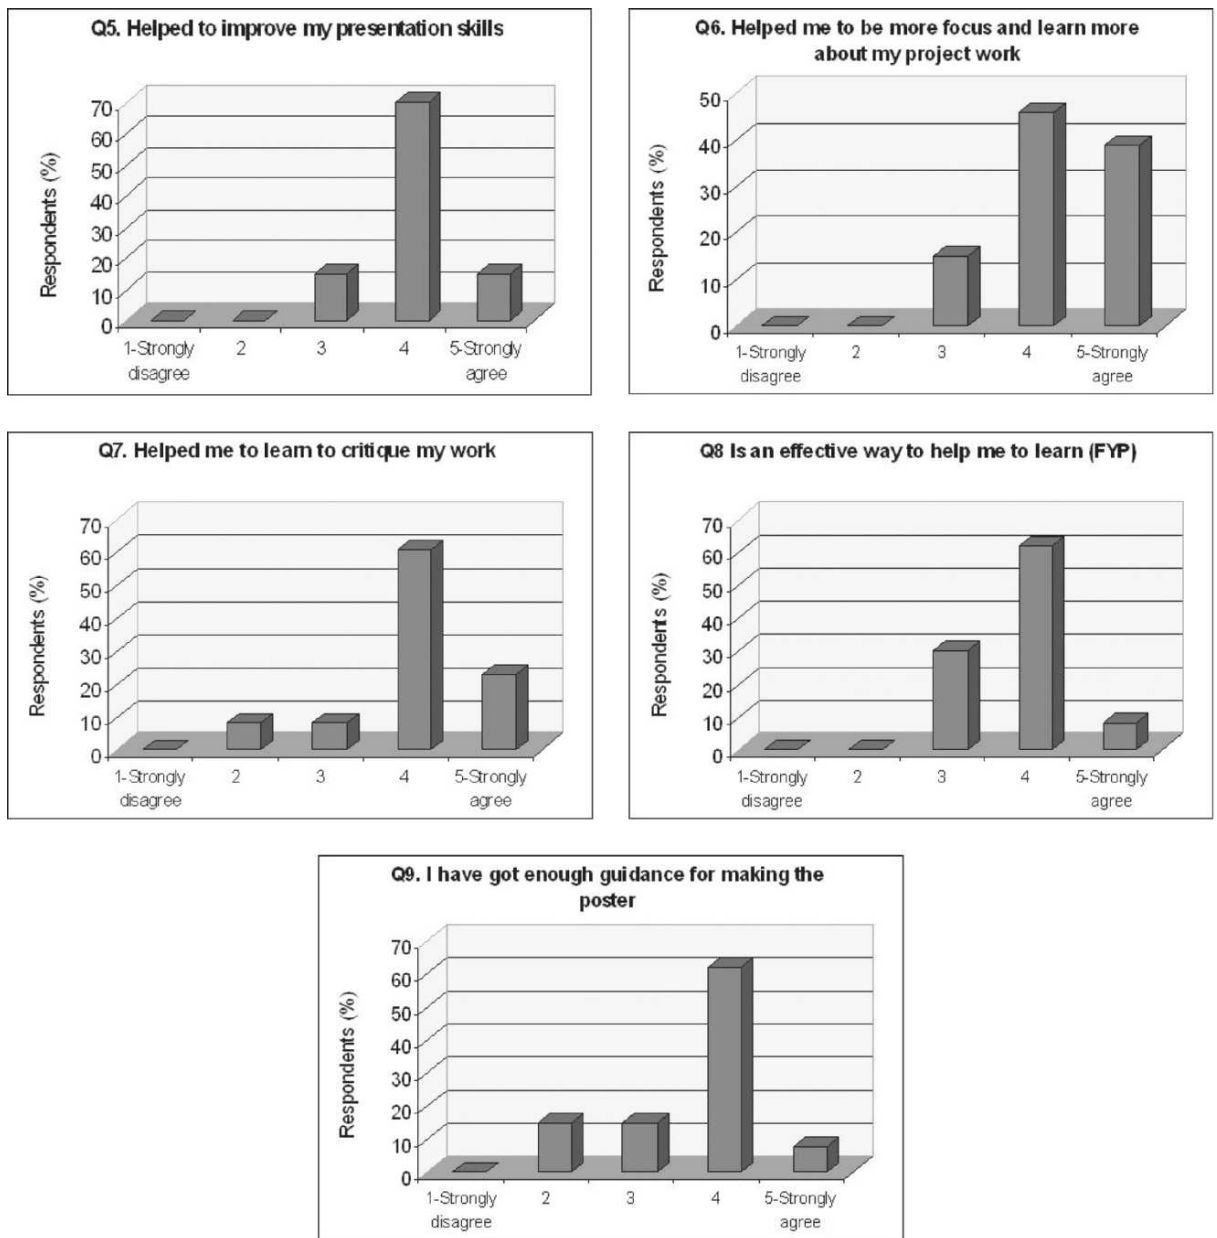 Q5. Helped to improve my presentation skills
70
60
50
40
30
20
10
0
Respondents (%)
1-Strongly disagree
2
3
4
5-Strongly agree
Q6. Helped me to be more focus and learn more
about my project work
50
40
30
20
10
0
Respondents (%)
1-Strongly disagree
2
3
4
5-Strongly agree
Q7. Helped me to learn to critique my work
70
60
50
40
30
20
10
0
Respondents (%)
1-Strongly disagree
2
3
4
5-Strongly agree
Q8 Is an effective way to help me to learn (FYP)
70
60
50
40
30
20
10
0
Respondents (%)
1-Strongly disagree
2
3
4
5-Strongly agree
Q9. I have got enough guidance for making the
poster
70
60
50
40
30
20
10
0
Respondents (%)
1-Strongly disagree
2
3
4
5-Strongly agree